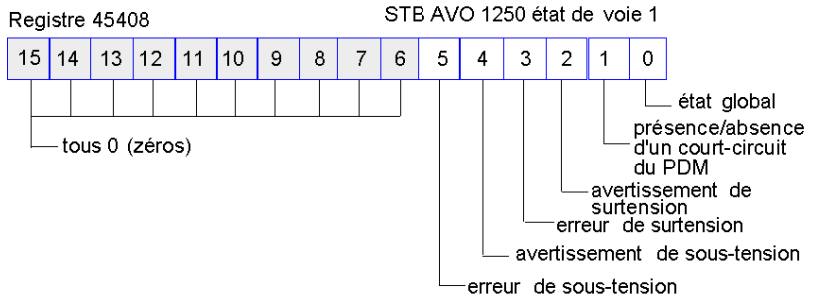 Registre 45408
STB AVO 1250 état de voie 1
15 14 13 12 11 10 9 8 7 6 5 4 3 2 1 0
état global
présence/absence
d'un court-circuit
du PDM
tous 0 (zéros)
avertissement de
surtension
erreur de surtension
avertissement de sous-tension
erreur de sous-tension